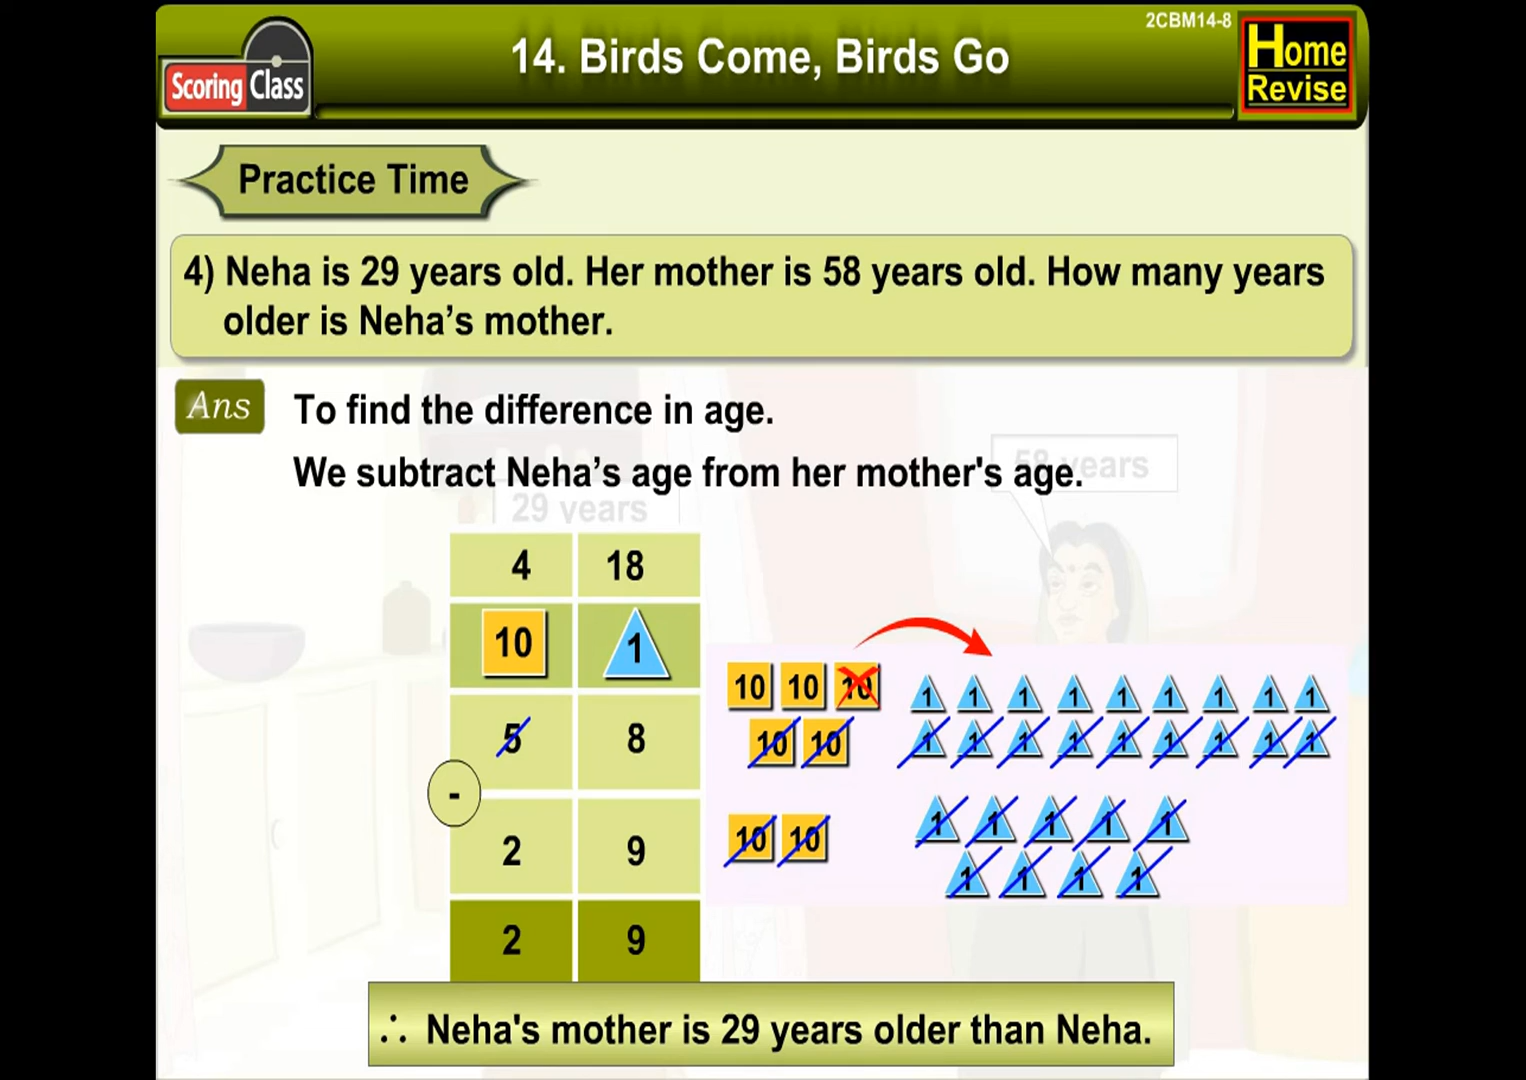 2CBM14-8
Scoring Class
14. Birds Come, Birds Go
Home
Revise
Practice Time
4) Neha is 29 years old. Her mother is 58 years old. How many years
older is Neha’s mother.
Ans
To find the difference in age.
We subtract Neha’s age from her mother's age.
58 years
29 years
4 18
10 1
5 8
-
2 9
2 9
10 10 10 1 1 1 1 1 1 1 1 1
10 10 1 1 1 1 1 1 1 1 1
10 10 1 1 1 1 1
1 1 1 1
∴ Neha's mother is 29 years older than Neha.